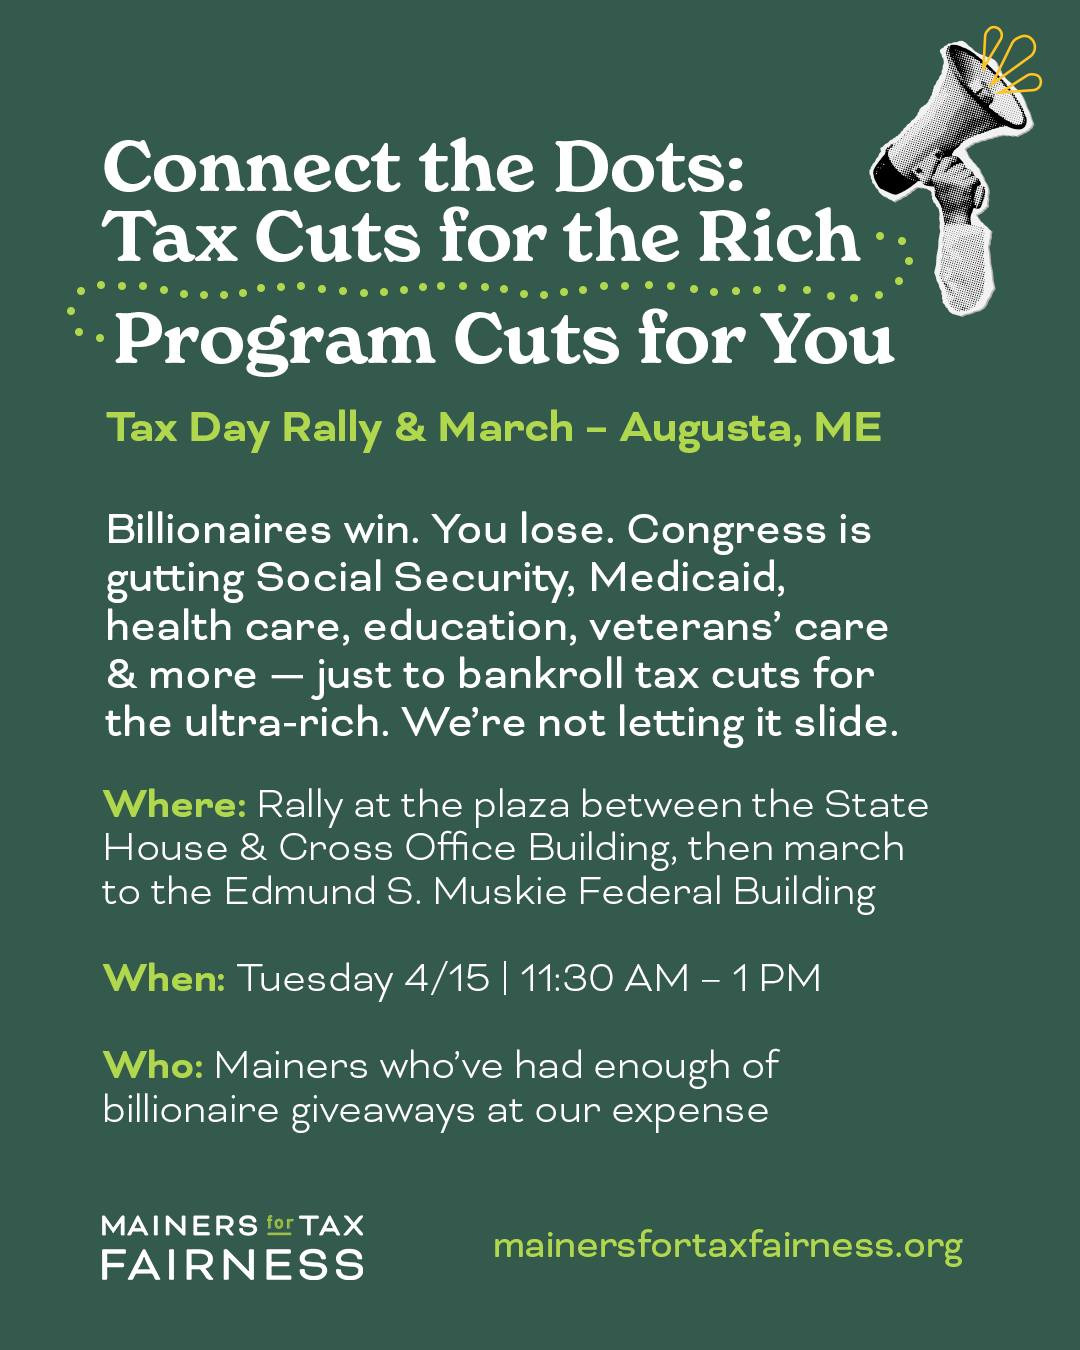 Connect the Dots:
Tax Cuts for the Rich
Program Cuts for You
Tax Day Rally & March – Augusta, ME
Billionaires win. You lose. Congress is
gutting Social Security, Medicaid,
health care, education, veterans’ care
& more — just to bankroll tax cuts for
the ultra-rich. We’re not letting it slide.
Where: Rally at the plaza between the State
House & Cross Office Building, then march
to the Edmund S. Muskie Federal Building
When: Tuesday 4/15 | 11:30 AM – 1 PM
Who: Mainers who’ve had enough of
billionaire giveaways at our expense
MAINERS for TAX
FAIRNESS
mainersfortaxfairness.org